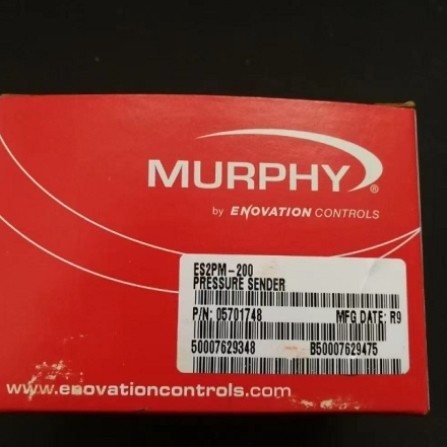 MURPHY®
by ENOVATION CONTROLS
ES2PM-200
PRESSURE SENDER
P/N: 05701748 MFG DATE: R9
50007629348 - B50007629475
www.enovationcontrols.com